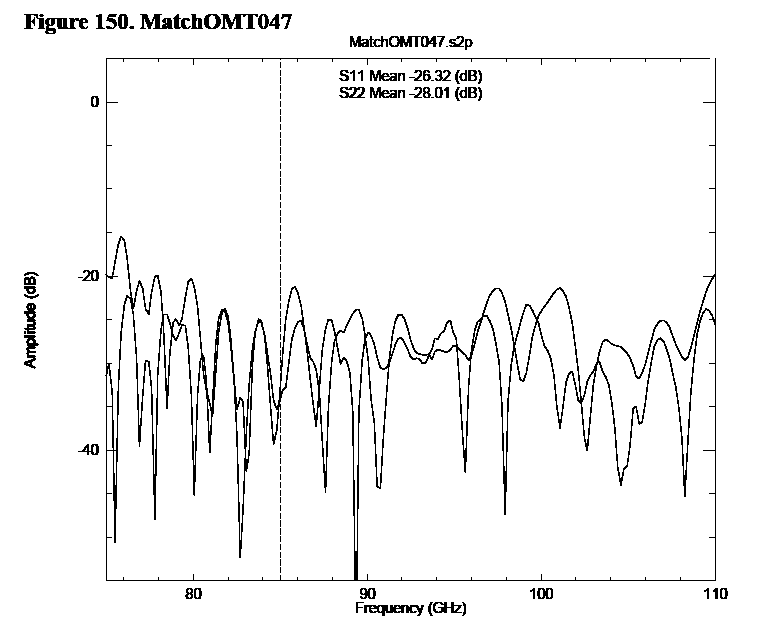 Figure 150. MatchOMT047
MatchOMT047.s2p
S11 Mean -26.32 (dB)
S22 Mean -28.01 (dB)
0
-20
-40
Amplitude (dB)
80
90
100
110
Frequency (GHz)